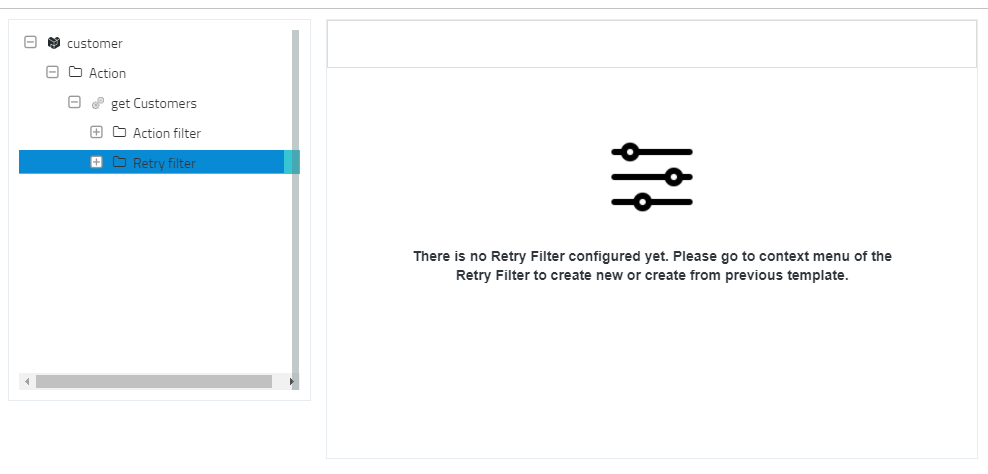 customer
Action
get Customers
Action filter
Retry filter
There is no Retry Filter configured yet. Please go to context menu of the
Retry Filter to create new or create from previous template.